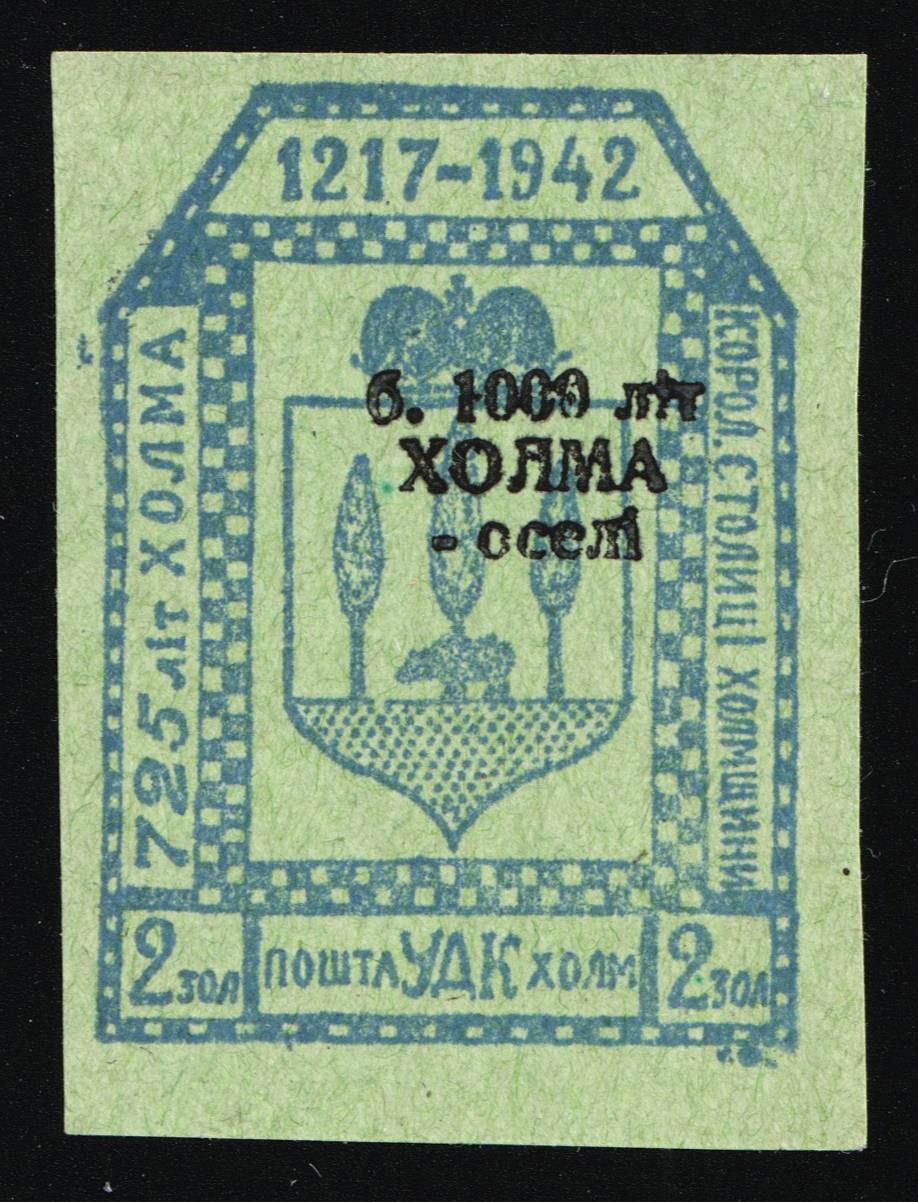 1217-1942
725 літ ХОЛМА
б. 1000 літ
ХОЛМА
- оселі
КОРОЛ. СТОЛИЦІ ХОЛМЩИНИ
2 ЗОЛ
ПОШТА УДК ХОЛМ
2 ЗОЛ